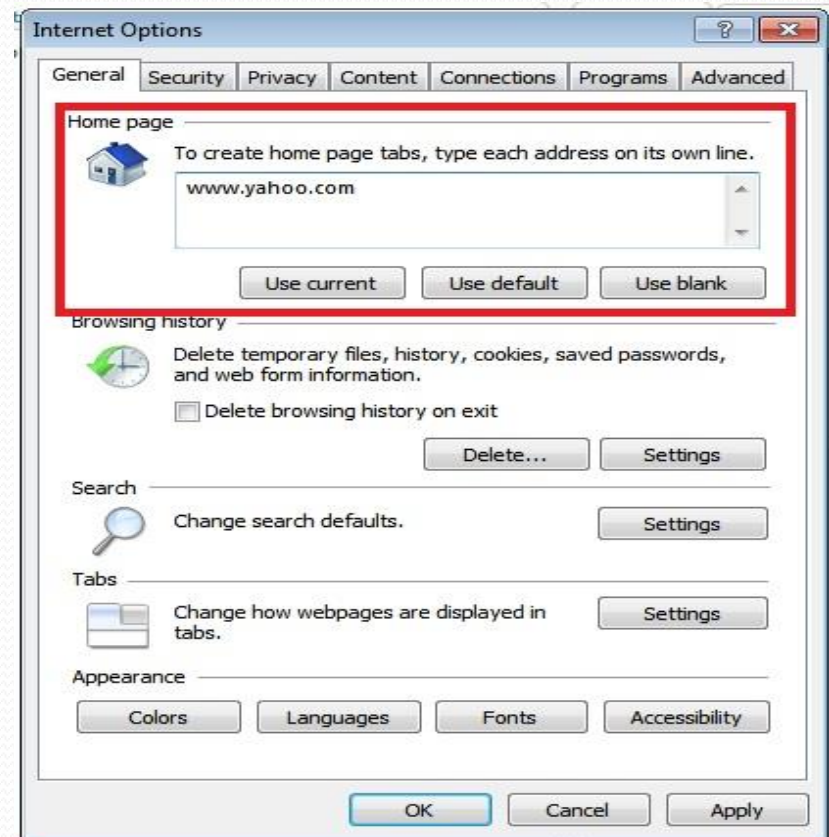 Internet Options
General Security Privacy Content Connections Programs Advanced
Home page
To create home page tabs, type each address on its own line.
www.yahoo.com
Use current Use default Use blank
Browsing history
Delete temporary files, history, cookies, saved passwords,
and web form information.
Delete browsing history on exit
Delete... Settings
Search
Change search defaults. Settings
Tabs
Change how webpages are displayed in
tabs.
Settings
Appearance
Colors Languages Fonts Accessibility
OK Cancel Apply